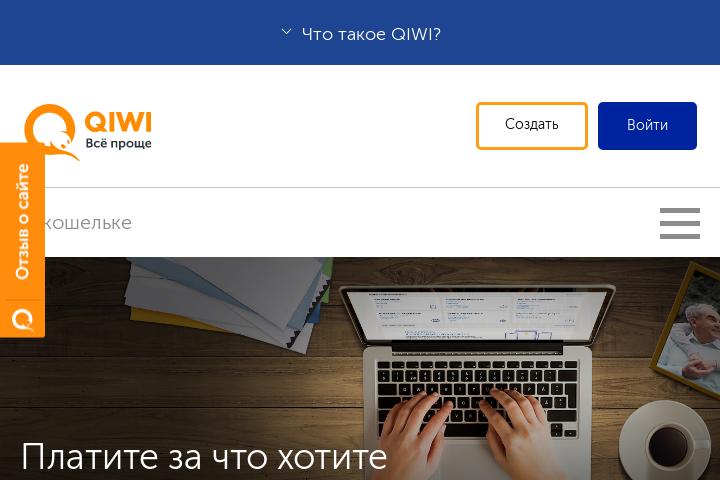 Что такое QIWI?
QIWI
Всё проще
Создать
Войти
Отзыв о сайте
кошельке
Платите за что хотите